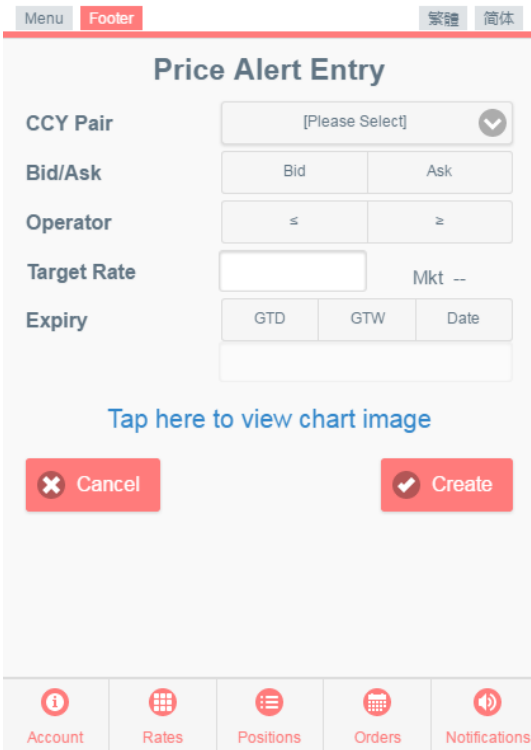 Menu Footer 繁體 简体
Price Alert Entry
CCY Pair [Please Select]
Bid/Ask Bid Ask
Operator ≤ ≥
Target Rate Mkt --
Expiry GTD GTW Date
Tap here to view chart image
Cancel Create
Account Rates Positions Orders Notifications